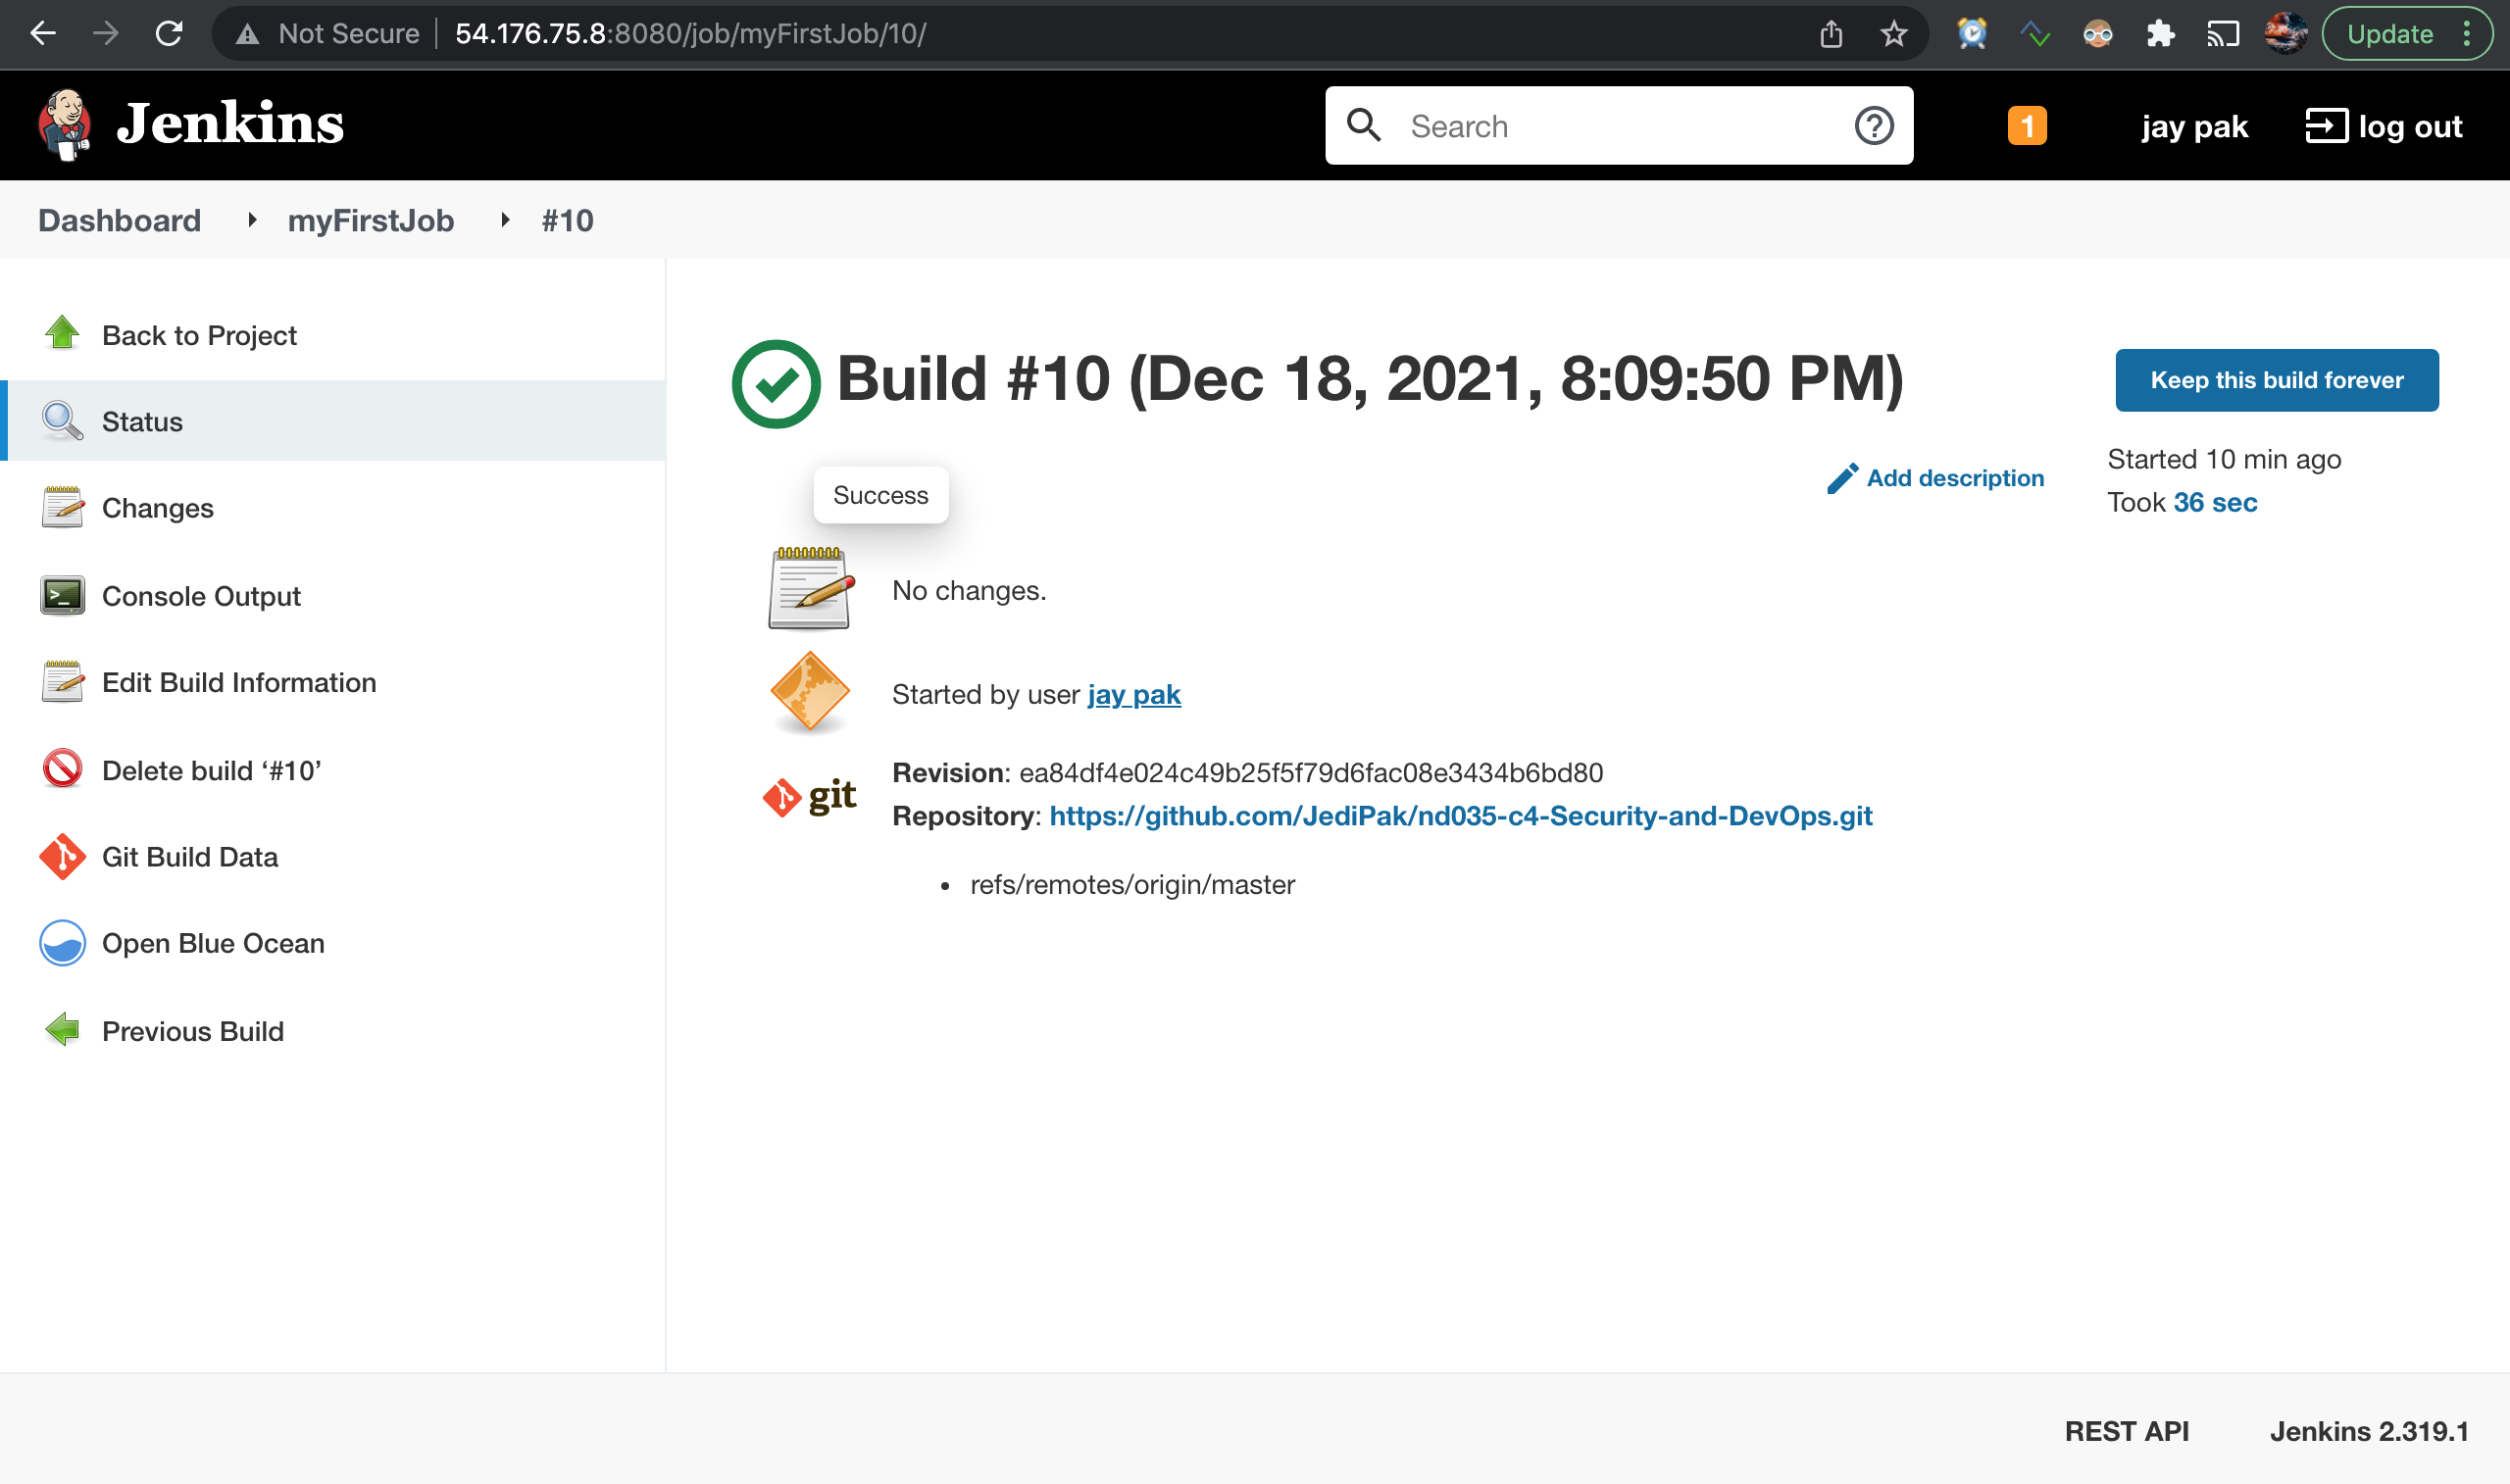 Not Secure 54.176.75.8:8080/job/myFirstJob/10/ Update
Jenkins Search 1 jay pak log out
Dashboard myFirstJob #10
Back to Project
Status
Changes
Console Output
Edit Build Information
Delete build ‘#10’
Git Build Data
Open Blue Ocean
Previous Build
Build #10 (Dec 18, 2021, 8:09:50 PM)
Keep this build forever
Add description
Started 10 min ago
Took 36 sec
Success
No changes.
Started by user jay pak
git
Revision: ea84df4e024c49b25f5f79d6fac08e3434b6bd80
Repository: https://github.com/JediPak/nd035-c4-Security-and-DevOps.git
• refs/remotes/origin/master
REST API Jenkins 2.319.1